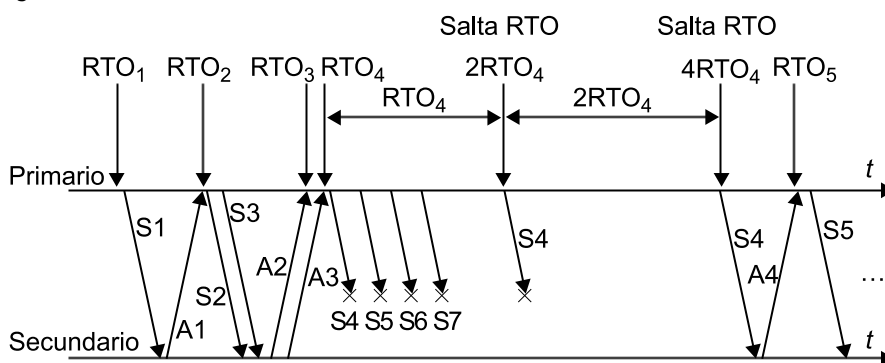 Salta RTO Salta RTO
RTO1 RTO2 RTO3 RTO4 2RTO4 4RTO4 RTO5
RTO4 2RTO4
Primario t
S1 S3 S4 S4 S5
A2 A3 A4
S2
A1 S4 S5 S6 S7 ...
Secundario t